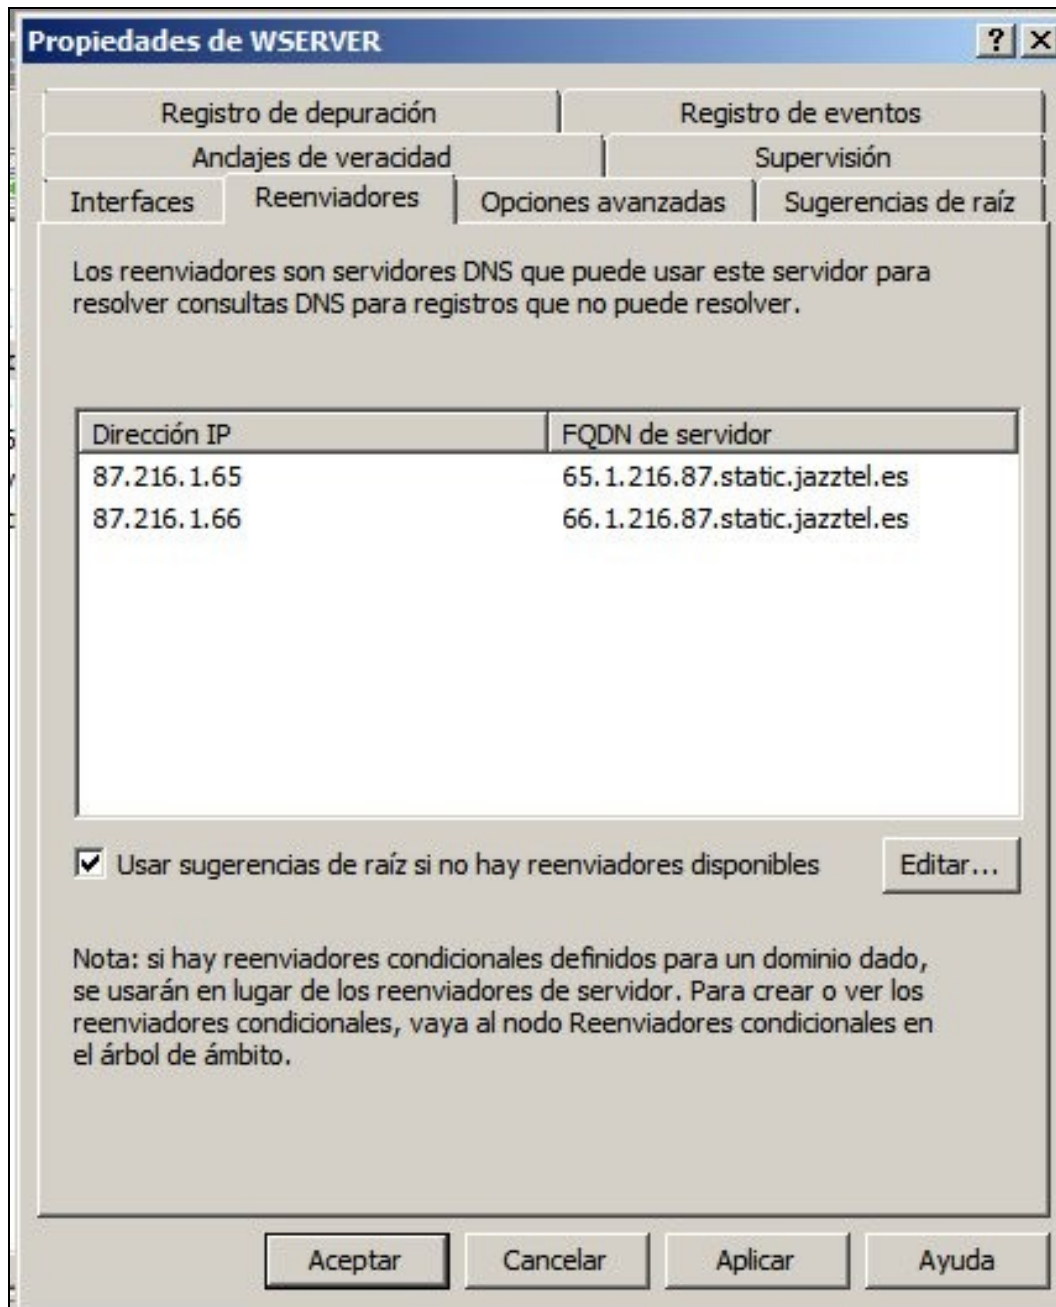 Propiedades de WSERVER
Registro de depuración
Registro de eventos
Anclajes de veracidad
Supervisión
Interfaces
Reenviadores
Opciones avanzadas
Sugerencias de raíz
Los reenviadores son servidores DNS que puede usar este servidor para
resolver consultas DNS para registros que no puede resolver.
Dirección IP
FQDN de servidor
87.216.1.65
65.1.216.87.static.jazztel.es
87.216.1.66
66.1.216.87.static.jazztel.es
Usar sugerencias de raíz si no hay reenviadores disponibles
Editar...
Nota: si hay reenviadores condicionales definidos para un dominio dado,
se usarán en lugar de los reenviadores de servidor. Para crear o ver los
reenviadores condicionales, vaya al nodo Reenviadores condicionales en
el árbol de ámbito.
Aceptar
Cancelar
Aplicar
Ayuda